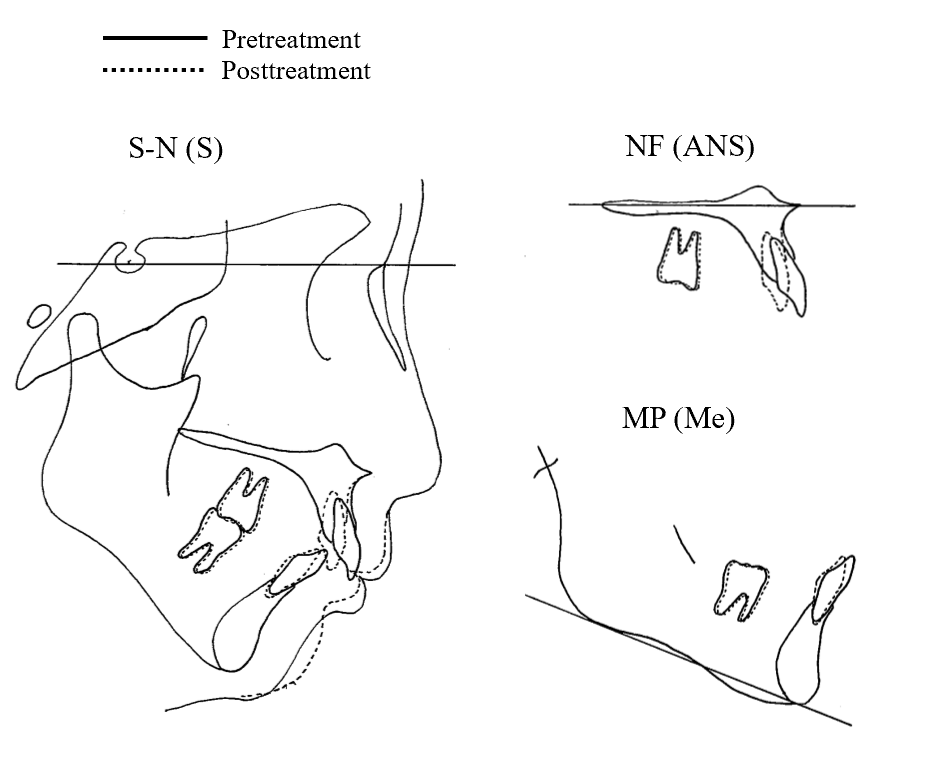 Pretreatment
Posttreatment
S-N (S)
NF (ANS)
MP (Me)